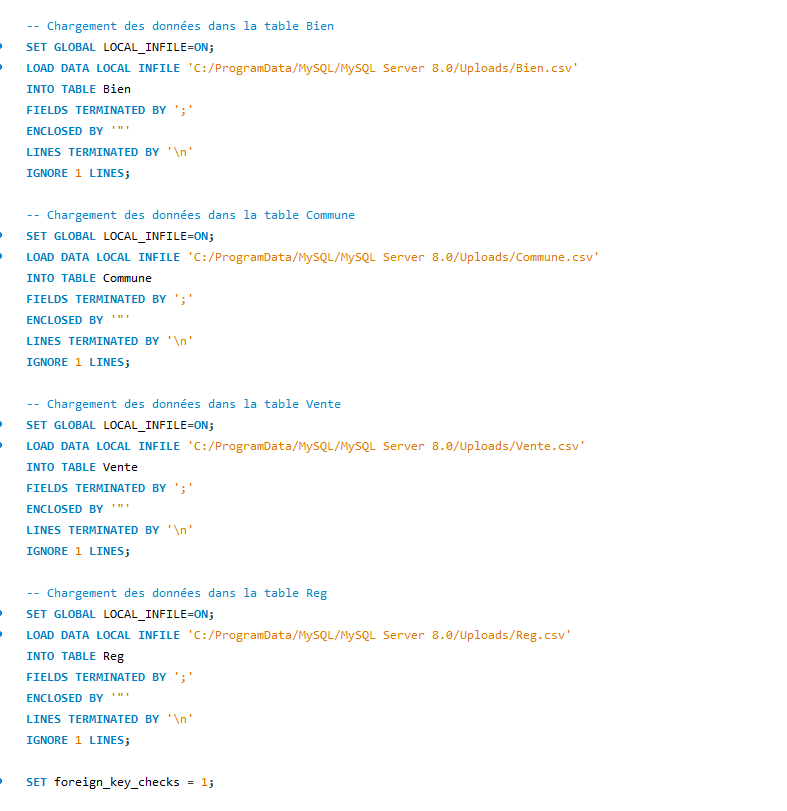 -- Chargement des données dans la table Bien
SET GLOBAL LOCAL_INFILE=ON;
LOAD DATA LOCAL INFILE 'C:/ProgramData/MySQL/MySQL Server 8.0/Uploads/Bien.csv'
INTO TABLE Bien
FIELDS TERMINATED BY ';'
ENCLOSED BY '"'
LINES TERMINATED BY '\n'
IGNORE 1 LINES;
-- Chargement des données dans la table Commune
SET GLOBAL LOCAL_INFILE=ON;
LOAD DATA LOCAL INFILE 'C:/ProgramData/MySQL/MySQL Server 8.0/Uploads/Commune.csv'
INTO TABLE Commune
FIELDS TERMINATED BY ';'
ENCLOSED BY '"'
LINES TERMINATED BY '\n'
IGNORE 1 LINES;
-- Chargement des données dans la table Vente
SET GLOBAL LOCAL_INFILE=ON;
LOAD DATA LOCAL INFILE 'C:/ProgramData/MySQL/MySQL Server 8.0/Uploads/Vente.csv'
INTO TABLE Vente
FIELDS TERMINATED BY ';'
ENCLOSED BY '"'
LINES TERMINATED BY '\n'
IGNORE 1 LINES;
-- Chargement des données dans la table Reg
SET GLOBAL LOCAL_INFILE=ON;
LOAD DATA LOCAL INFILE 'C:/ProgramData/MySQL/MySQL Server 8.0/Uploads/Reg.csv'
INTO TABLE Reg
FIELDS TERMINATED BY ';'
ENCLOSED BY '"'
LINES TERMINATED BY '\n'
IGNORE 1 LINES;
SET foreign_key_checks = 1;